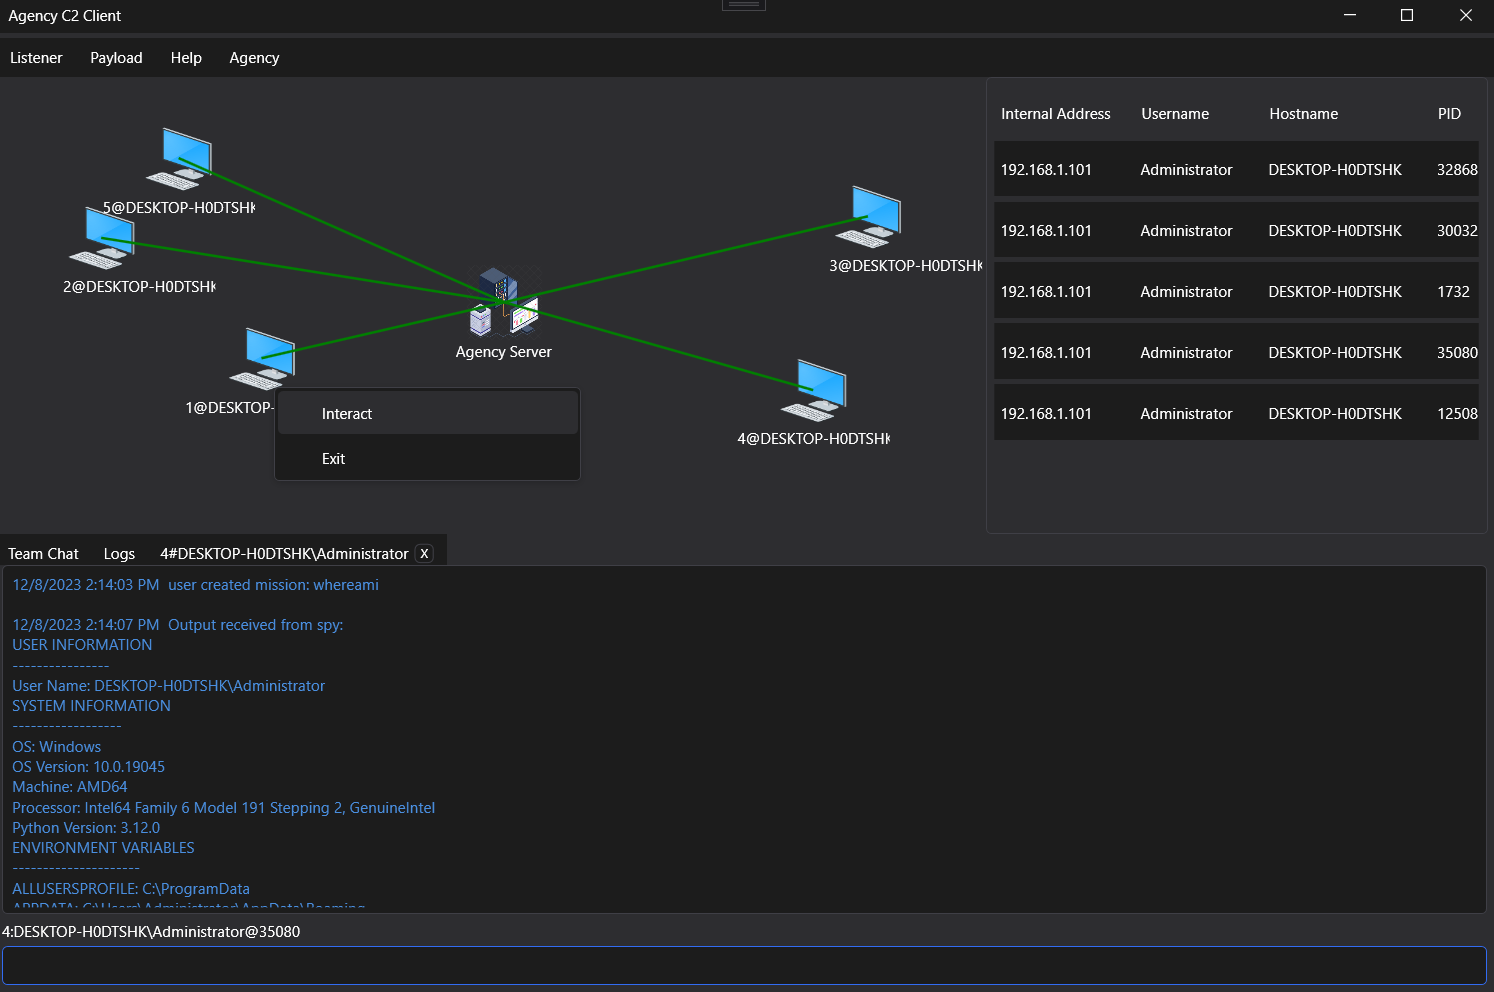 Agency C2 Client
Listener Payload Help Agency
5@DESKTOP-H0DTSHK
2@DESKTOP-H0DTSHK
3@DESKTOP-H0DTSHK
Agency Server
1@DESKTOP-
4@DESKTOP-H0DTSHK
Interact
Exit
Internal Address Username Hostname PID
192.168.1.101 Administrator DESKTOP-H0DTSHK 32868
192.168.1.101 Administrator DESKTOP-H0DTSHK 30032
192.168.1.101 Administrator DESKTOP-H0DTSHK 1732
192.168.1.101 Administrator DESKTOP-H0DTSHK 35080
192.168.1.101 Administrator DESKTOP-H0DTSHK 12508
Team Chat Logs 4#DESKTOP-H0DTSHK\Administrator X
12/8/2023 2:14:03 PM user created mission: whereami
12/8/2023 2:14:07 PM Output received from spy:
USER INFORMATION
----------------
User Name: DESKTOP-H0DTSHK\Administrator
SYSTEM INFORMATION
------------------
OS: Windows
OS Version: 10.0.19045
Machine: AMD64
Processor: Intel64 Family 6 Model 191 Stepping 2, GenuineIntel
Python Version: 3.12.0
ENVIRONMENT VARIABLES
---------------------
ALLUSERSPROFILE: C:\ProgramData
APPDATA: C:\Users\Administrator\AppData\Roaming
4:DESKTOP-H0DTSHK\Administrator@35080